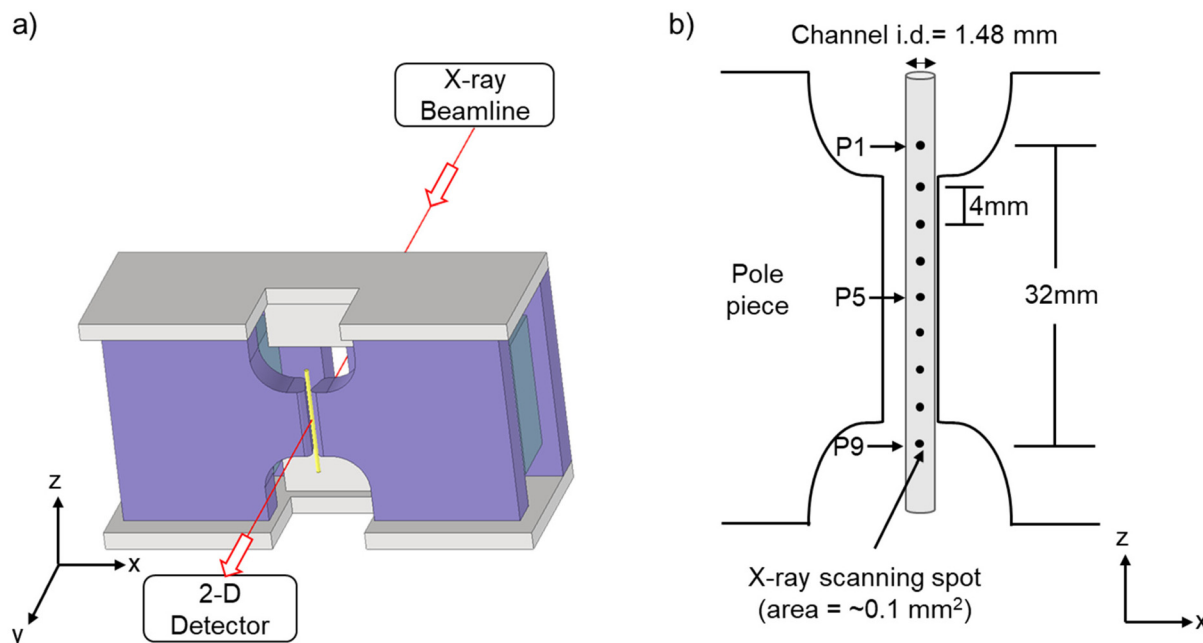 a)
X-ray
Beamline
z
x
y
2-D
Detector
b)
Channel i.d.= 1.48 mm
P1
4mm
Pole
piece
P5
32mm
P9
X-ray scanning spot
(area = ~0.1 mm²)
z
x